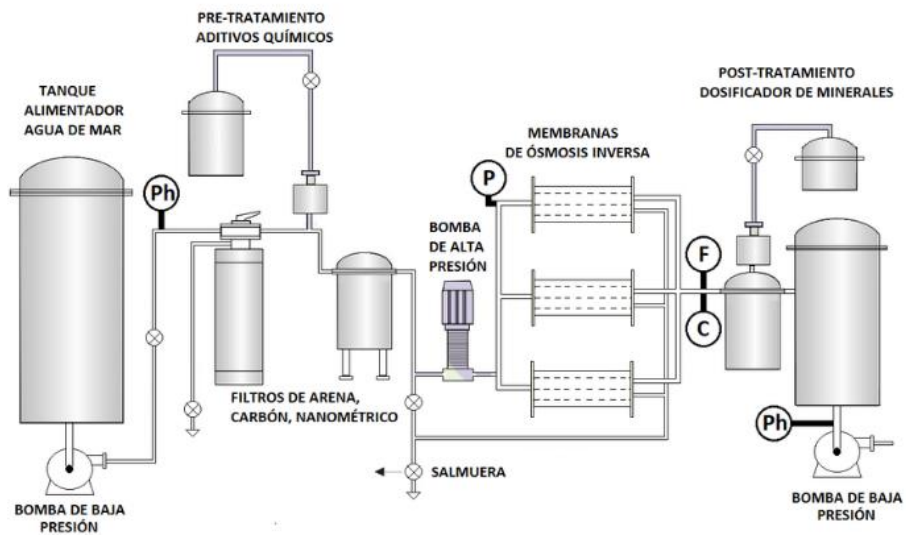 PRE-TRATAMIENTO
ADITIVOS QUÍMICOS
TANQUE
ALIMENTADOR
AGUA DE MAR
POST-TRATAMIENTO
DOSIFICADOR DE MINERALES
MEMBRANAS
DE ÓSMOSIS INVERSA
Ph
P
BOMBA
DE ALTA
PRESIÓN
F
C
FILTROS DE ARENA,
CARBÓN, NANOMÉTRICO
Ph
SALMUERA
BOMBA DE BAJA
PRESIÓN
BOMBA DE BAJA
PRESIÓN